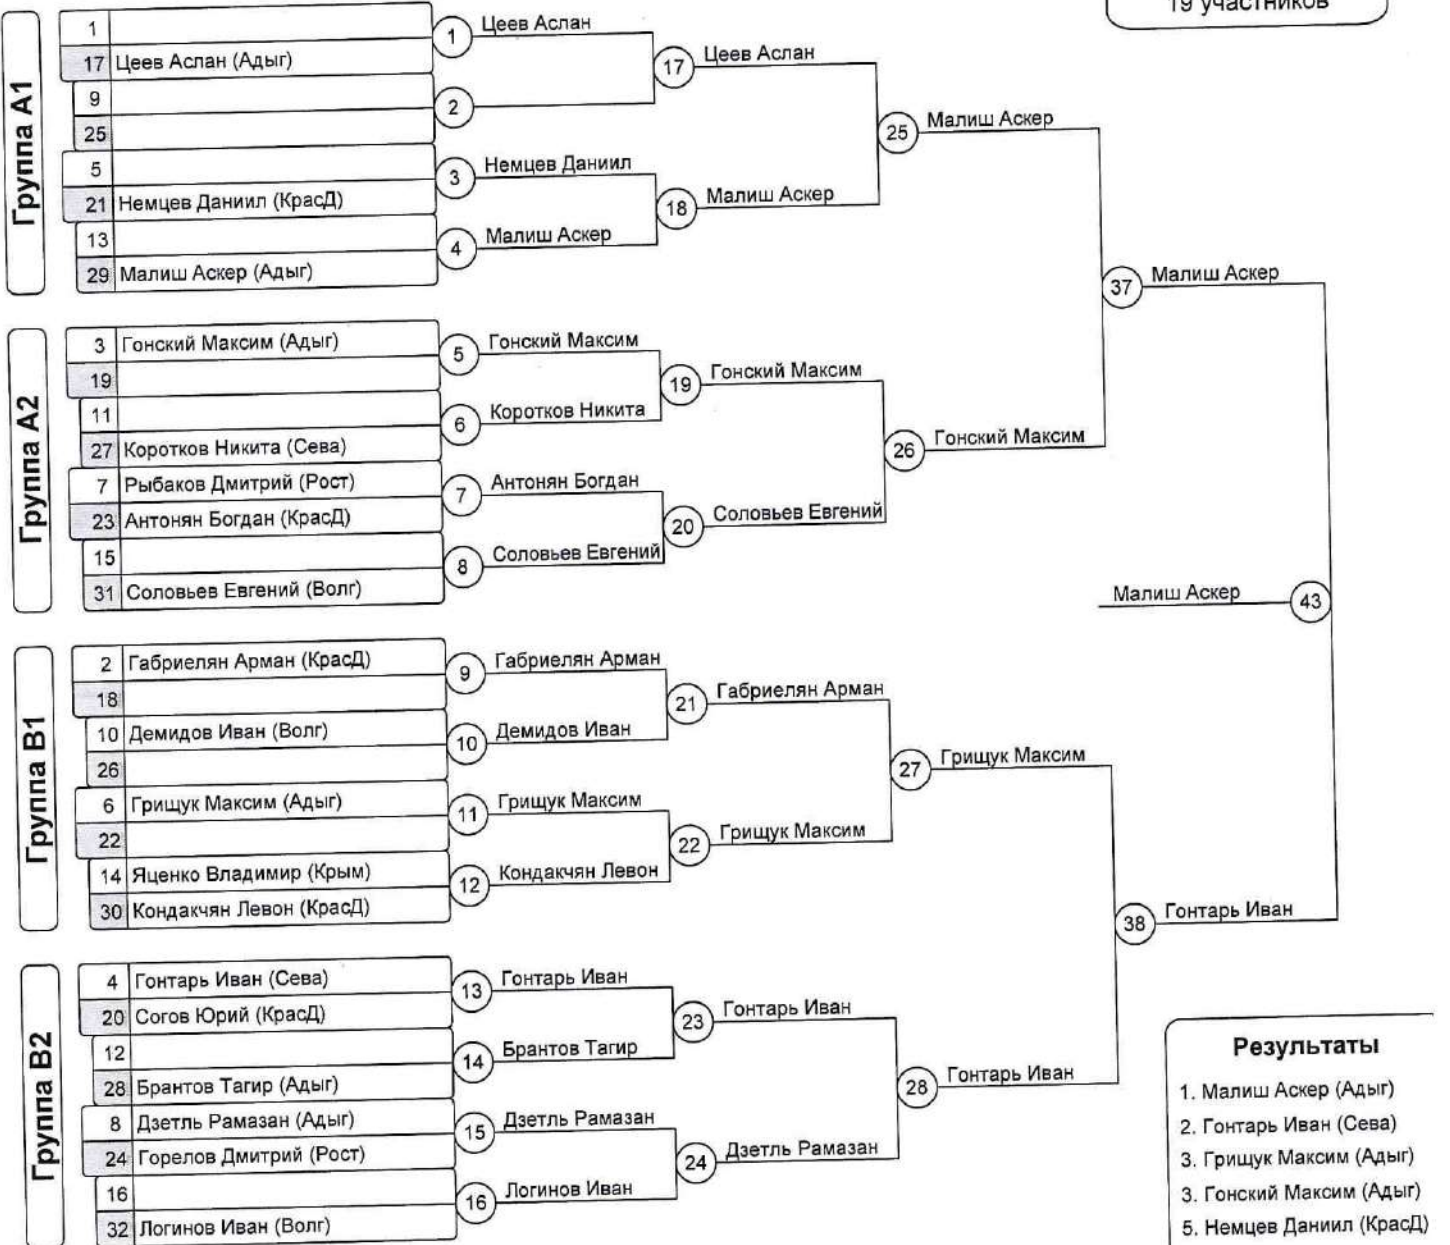 19 участников
Группа А1
1
17 Цеев Аслан (Адыг)
9
25
5
21 Немцев Даниил (КрасД)
13
29 Малиш Аскер (Адыг)
1 Цеев Аслан
2
3 Немцев Даниил
4 Малиш Аскер
17 Цеев Аслан
18 Малиш Аскер
25 Малиш Аскер
Группа А2
3 Гонский Максим (Адыг)
19
11
27 Коротков Никита (Сева)
7 Рыбаков Дмитрий (Рост)
23 Антонян Богдан (КрасД)
15
31 Соловьев Евгений (Волг)
5 Гонский Максим
6 Коротков Никита
7 Антонян Богдан
8 Соловьев Евгений
19 Гонский Максим
20 Соловьев Евгений
26 Гонский Максим
37 Малиш Аскер
Малиш Аскер 43
Группа В1
2 Габриелян Арман (КрасД)
18
10 Демидов Иван (Волг)
26
6 Грищук Максим (Адыг)
22
14 Яценко Владимир (Крым)
30 Кондакчян Левон (КрасД)
9 Габриелян Арман
10 Демидов Иван
11 Грищук Максим
12 Кондакчян Левон
21 Габриелян Арман
22 Грищук Максим
27 Грищук Максим
Группа В2
4 Гонтарь Иван (Сева)
20 Согов Юрий (КрасД)
12
28 Брантов Тагир (Адыг)
8 Дзетль Рамазан (Адыг)
24 Горелов Дмитрий (Рост)
16
32 Логинов Иван (Волг)
13 Гонтарь Иван
14 Брантов Тагир
15 Дзетль Рамазан
16 Логинов Иван
23 Гонтарь Иван
24 Дзетль Рамазан
28 Гонтарь Иван
38 Гонтарь Иван
Результаты
1. Малиш Аскер (Адыг)
2. Гонтарь Иван (Сева)
3. Грищук Максим (Адыг)
3. Гонский Максим (Адыг)
5. Немцев Даниил (КрасД)